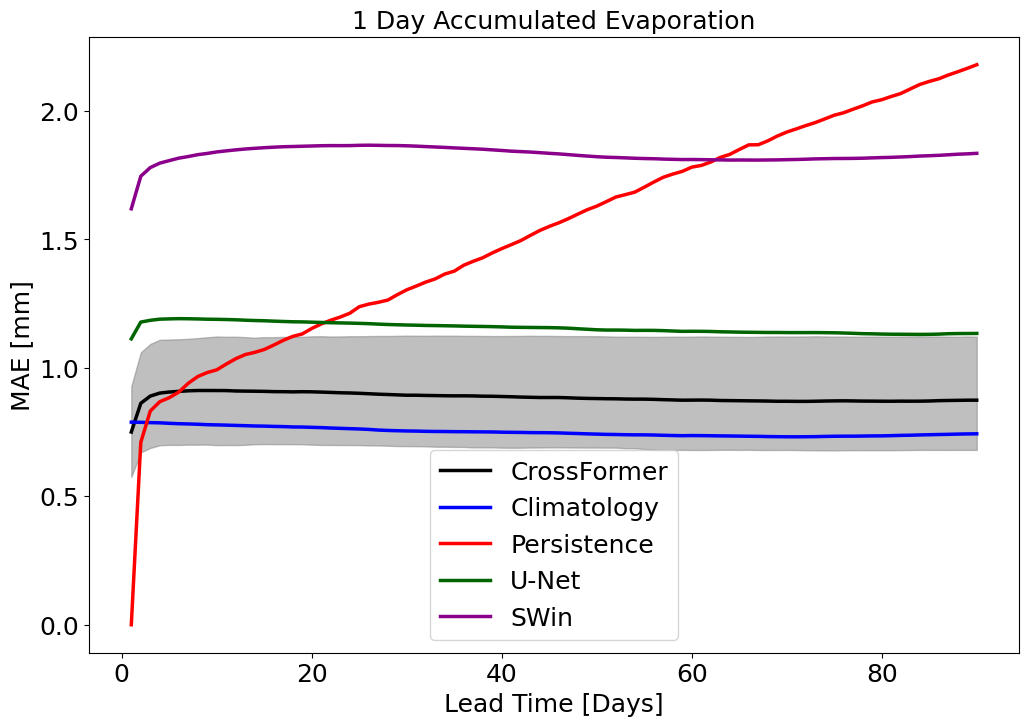 1 Day Accumulated Evaporation
MAE [mm]
2.0
1.5
1.0
0.5
0.0
CrossFormer
Climatology
Persistence
U-Net
SWin
0 20 40 60 80
Lead Time [Days]